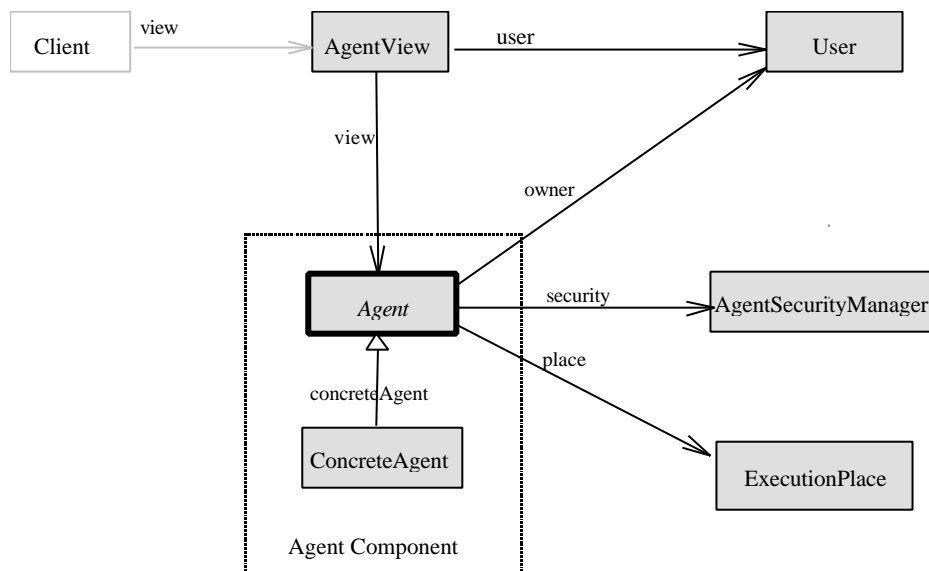 view
Client
AgentView
user
User
view
owner
Agent
security
AgentSecurityManager
place
concreteAgent
ConcreteAgent
ExecutionPlace
Agent Component